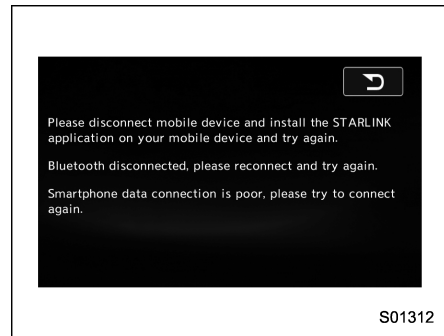 Please disconnect mobile device and install the STARLINK
application on your mobile device and try again.
Bluetooth disconnected, please reconnect and try again.
Smartphone data connection is poor, please try to connect
again.
S01312